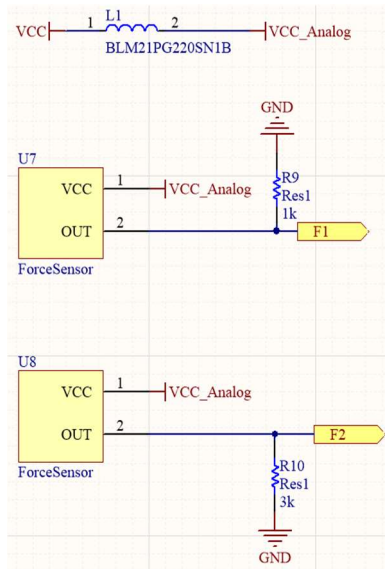 L1
VCC 1 2 VCC_Analog
BLM21PG220SN1B
GND
U7
R9
VCC 1 VCC_Analog
Res1
1k
OUT 2 F1
ForceSensor
U8
VCC 1 VCC_Analog
OUT 2 F2
R10
ForceSensor
Res1
3k
GND